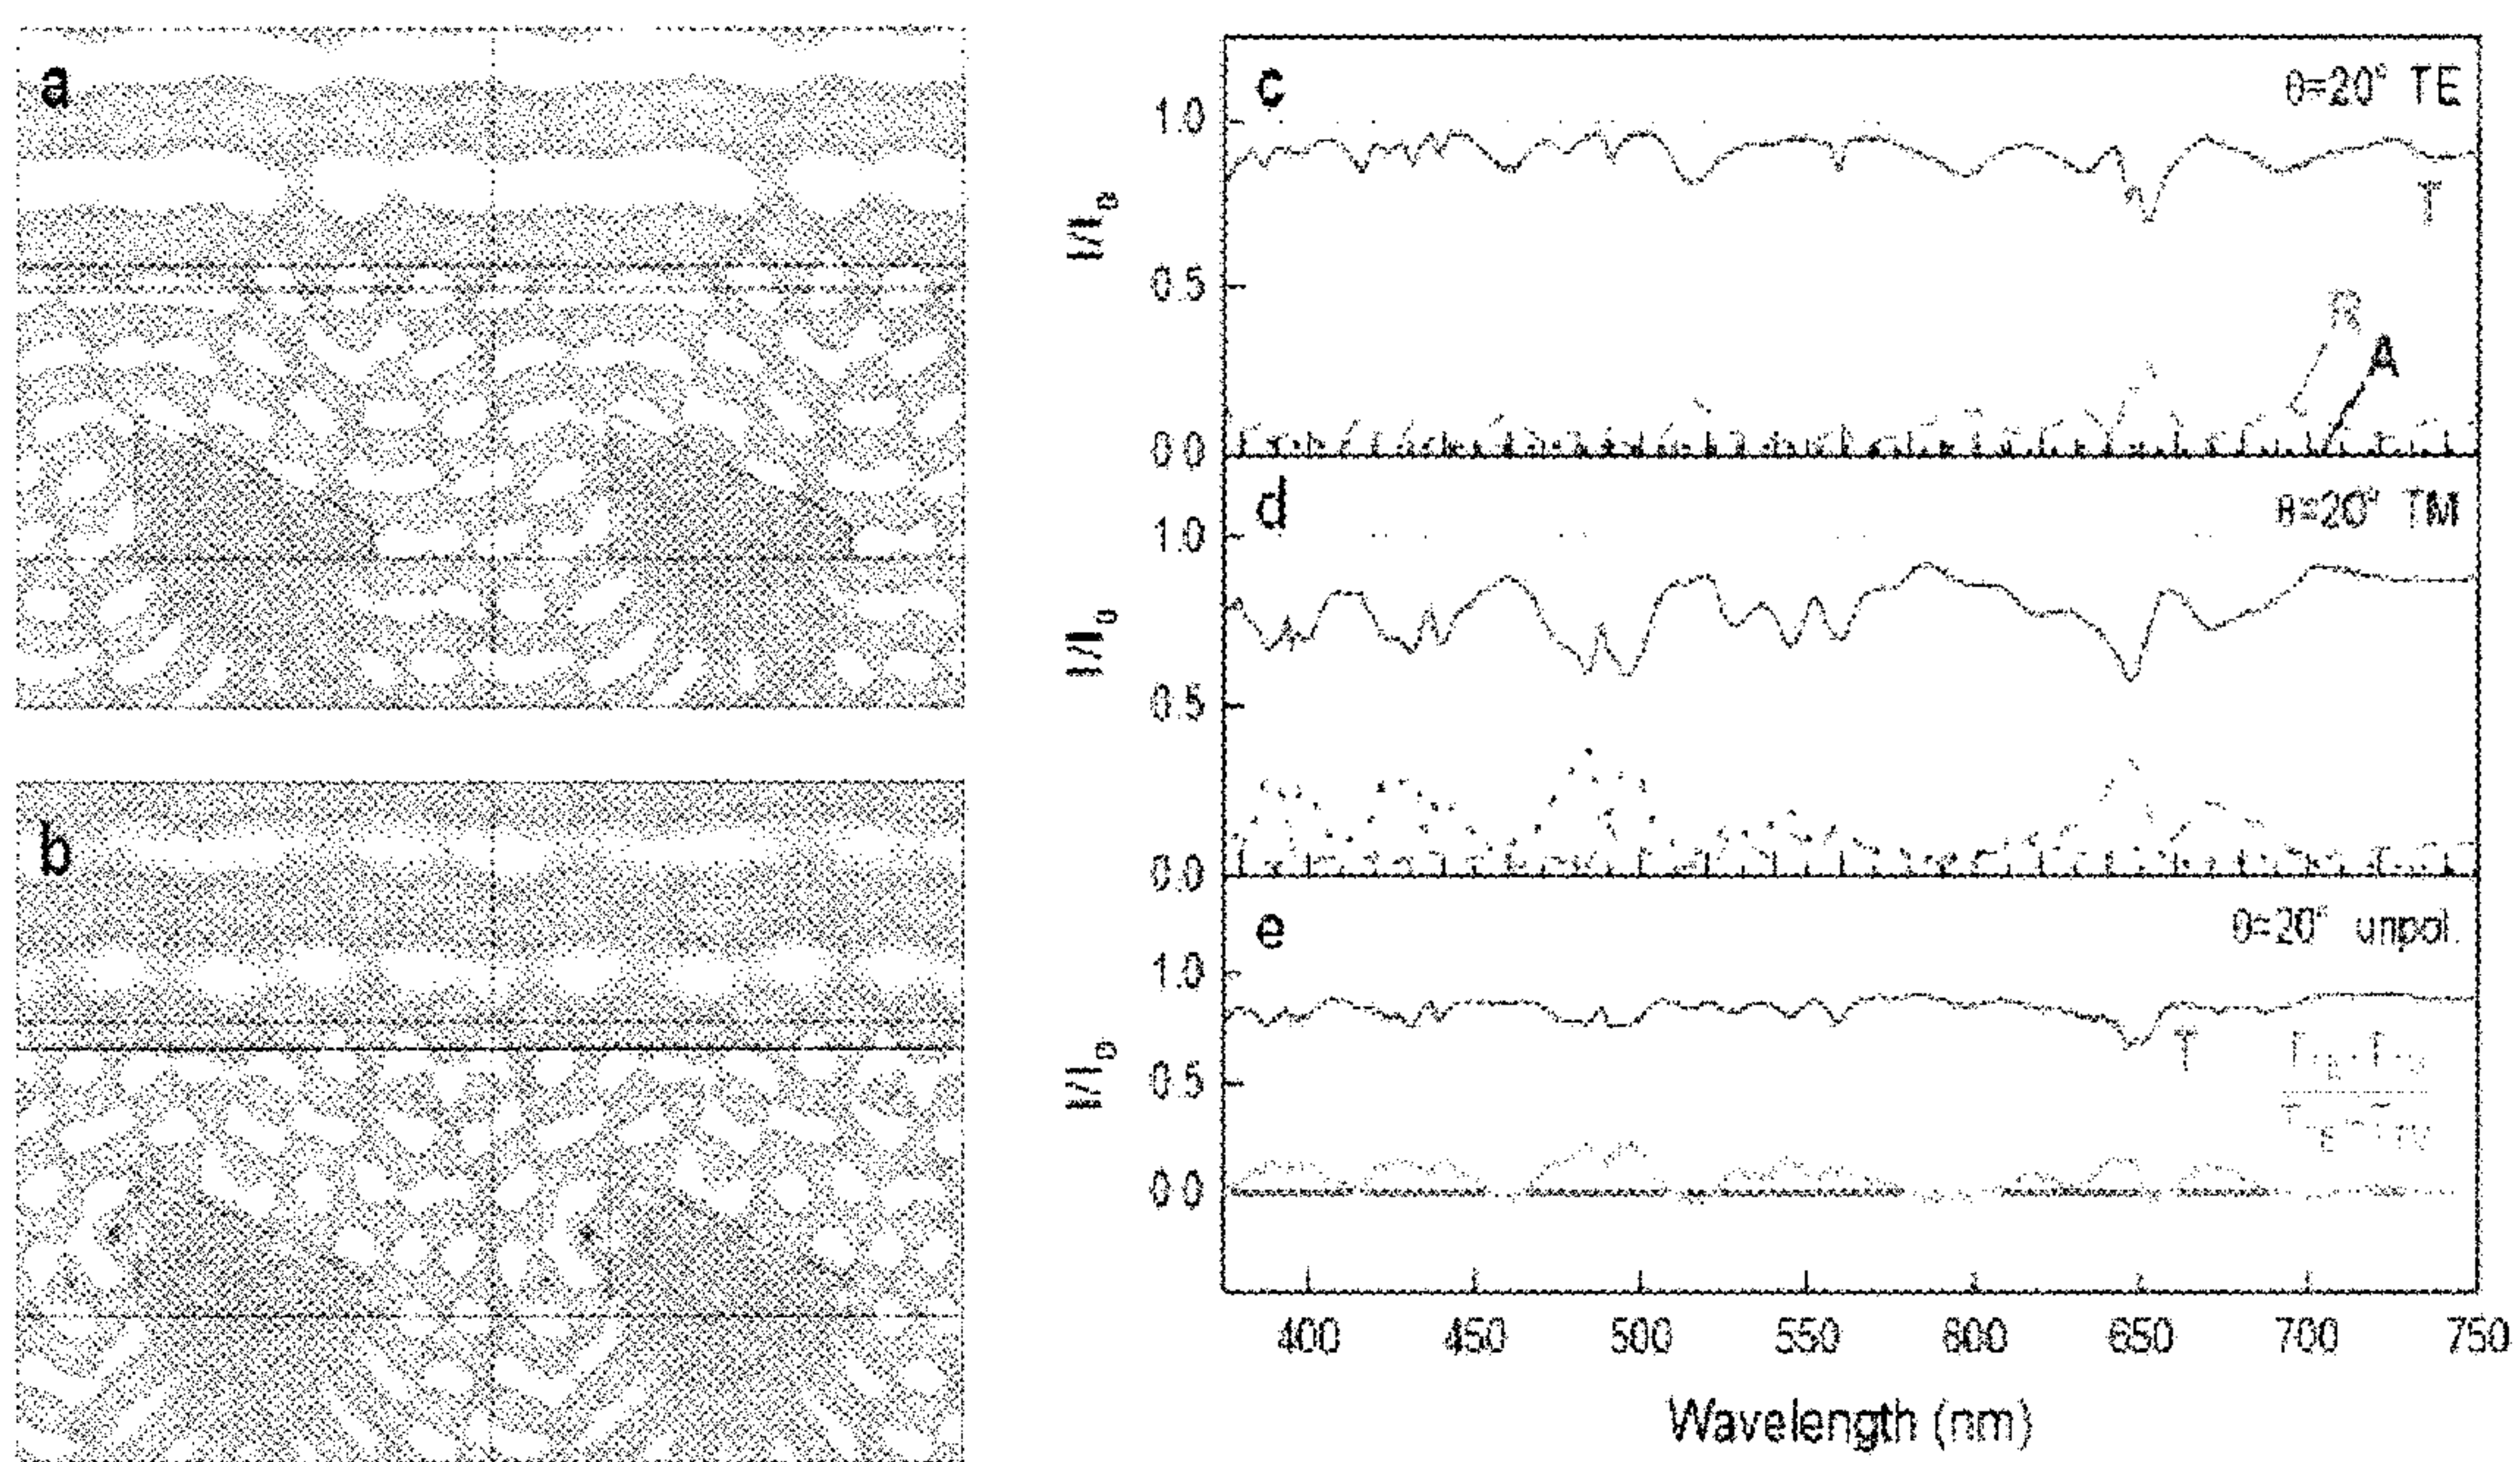 a
b
c
θ=20° TE
1.0
0.5
0.0
I/I₀
T
R
A
d
θ=20° TM
1.0
0.5
0.0
I/I₀
e
θ=20° unpol.
1.0
0.5
0.0
I/I₀
T
400 450 500 550 600 650 700 750
Wavelength (nm)